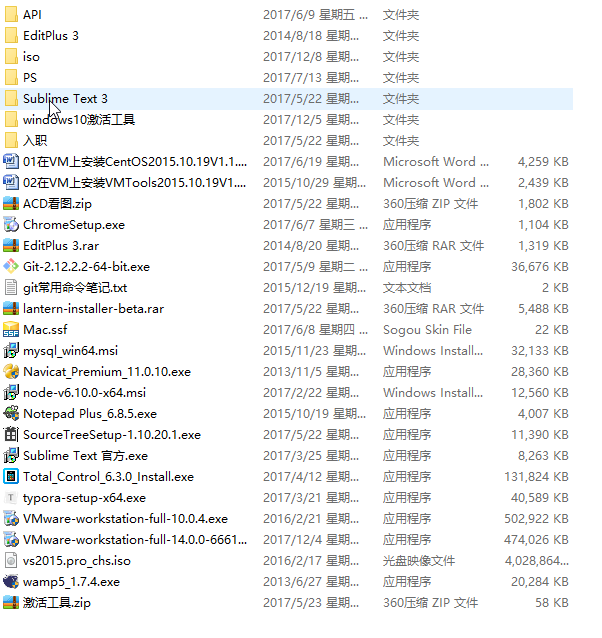 API 2017/6/9 星期五 ... 文件夹
EditPlus 3 2014/8/18 星期... 文件夹
iso 2017/12/8 星期... 文件夹
PS 2017/7/13 星期... 文件夹
Sublime Text 3 2017/5/22 星期... 文件夹
windows10激活工具 2017/12/5 星期... 文件夹
入职 2017/5/22 星期... 文件夹
01在VM上安装CentOS2015.10.19V1.1.... 2017/6/19 星期... Microsoft Word ... 4,259 KB
02在VM上安装VMTools2015.10.19V1.... 2015/10/29 星期... Microsoft Word ... 2,439 KB
ACD看图.zip 2017/5/22 星期... 360压缩 ZIP 文件 1,802 KB
ChromeSetup.exe 2017/6/7 星期三 ... 应用程序 1,104 KB
EditPlus 3.rar 2014/8/20 星期... 360压缩 RAR 文件 1,319 KB
Git-2.12.2.2-64-bit.exe 2017/5/9 星期二 ... 应用程序 36,676 KB
git常用命令笔记.txt 2015/12/19 星期... 文本文档 2 KB
lantern-installer-beta.rar 2017/5/22 星期... 360压缩 RAR 文件 5,488 KB
Mac.ssf 2017/6/8 星期四 ... Sogou Skin File 22 KB
mysql_win64.msi 2015/11/23 星期... Windows Install... 32,133 KB
Navicat_Premium_11.0.10.exe 2013/11/5 星期... 应用程序 28,360 KB
node-v6.10.0-x64.msi 2017/2/22 星期... Windows Install... 12,560 KB
Notepad Plus_6.8.5.exe 2015/10/19 星期... 应用程序 4,007 KB
SourceTreeSetup-1.10.20.1.exe 2017/5/22 星期... 应用程序 11,390 KB
Sublime Text 官方.exe 2017/3/25 星期... 应用程序 8,263 KB
Total_Control_6.3.0_Install.exe 2017/4/12 星期... 应用程序 131,824 KB
typora-setup-x64.exe 2017/3/21 星期... 应用程序 40,589 KB
VMware-workstation-full-10.0.4.exe 2016/2/21 星期... 应用程序 502,922 KB
VMware-workstation-full-14.0.0-6661... 2017/12/4 星期... 应用程序 474,026 KB
vs2015.pro_chs.iso 2016/2/17 星期... 光盘映像文件 4,028,864...
wamp5_1.7.4.exe 2013/6/27 星期... 应用程序 20,284 KB
激活工具.zip 2017/5/23 星期... 360压缩 ZIP 文件 58 KB